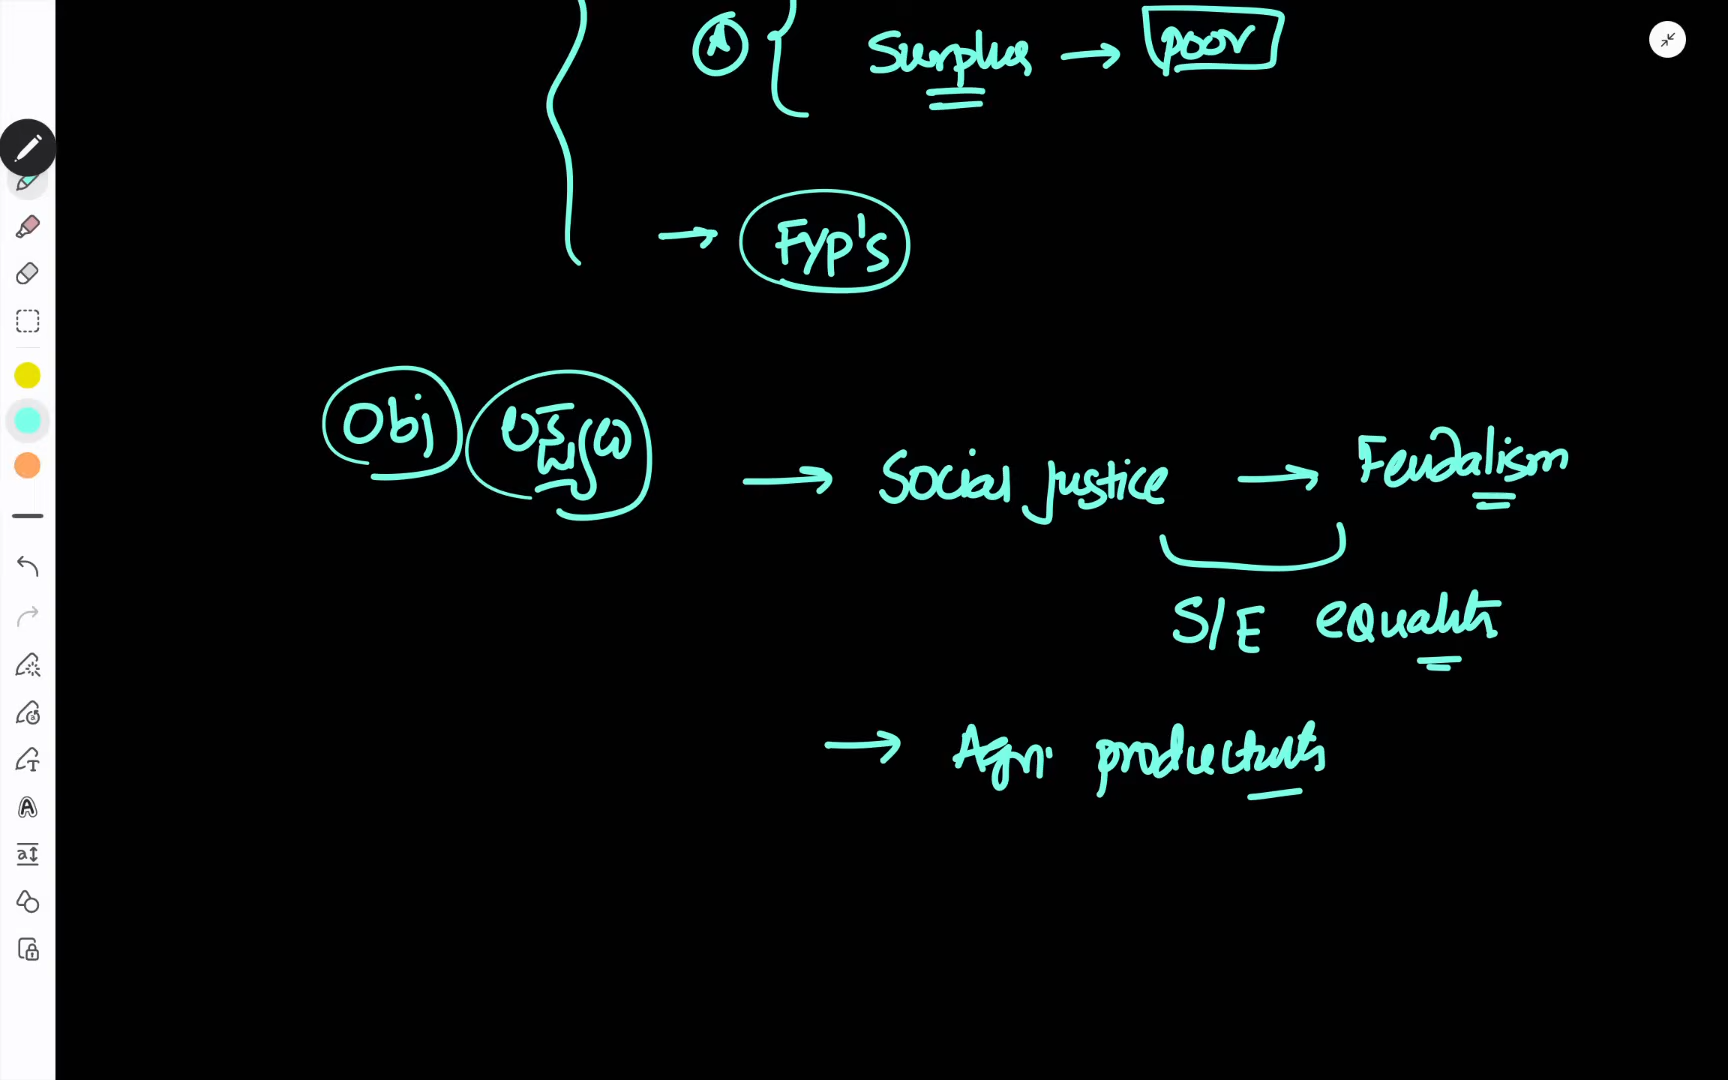 A { Surplus → poor
→ Fyp's
Obj → Social justice → Feudalism
S/E equality
→ Agri. productivity